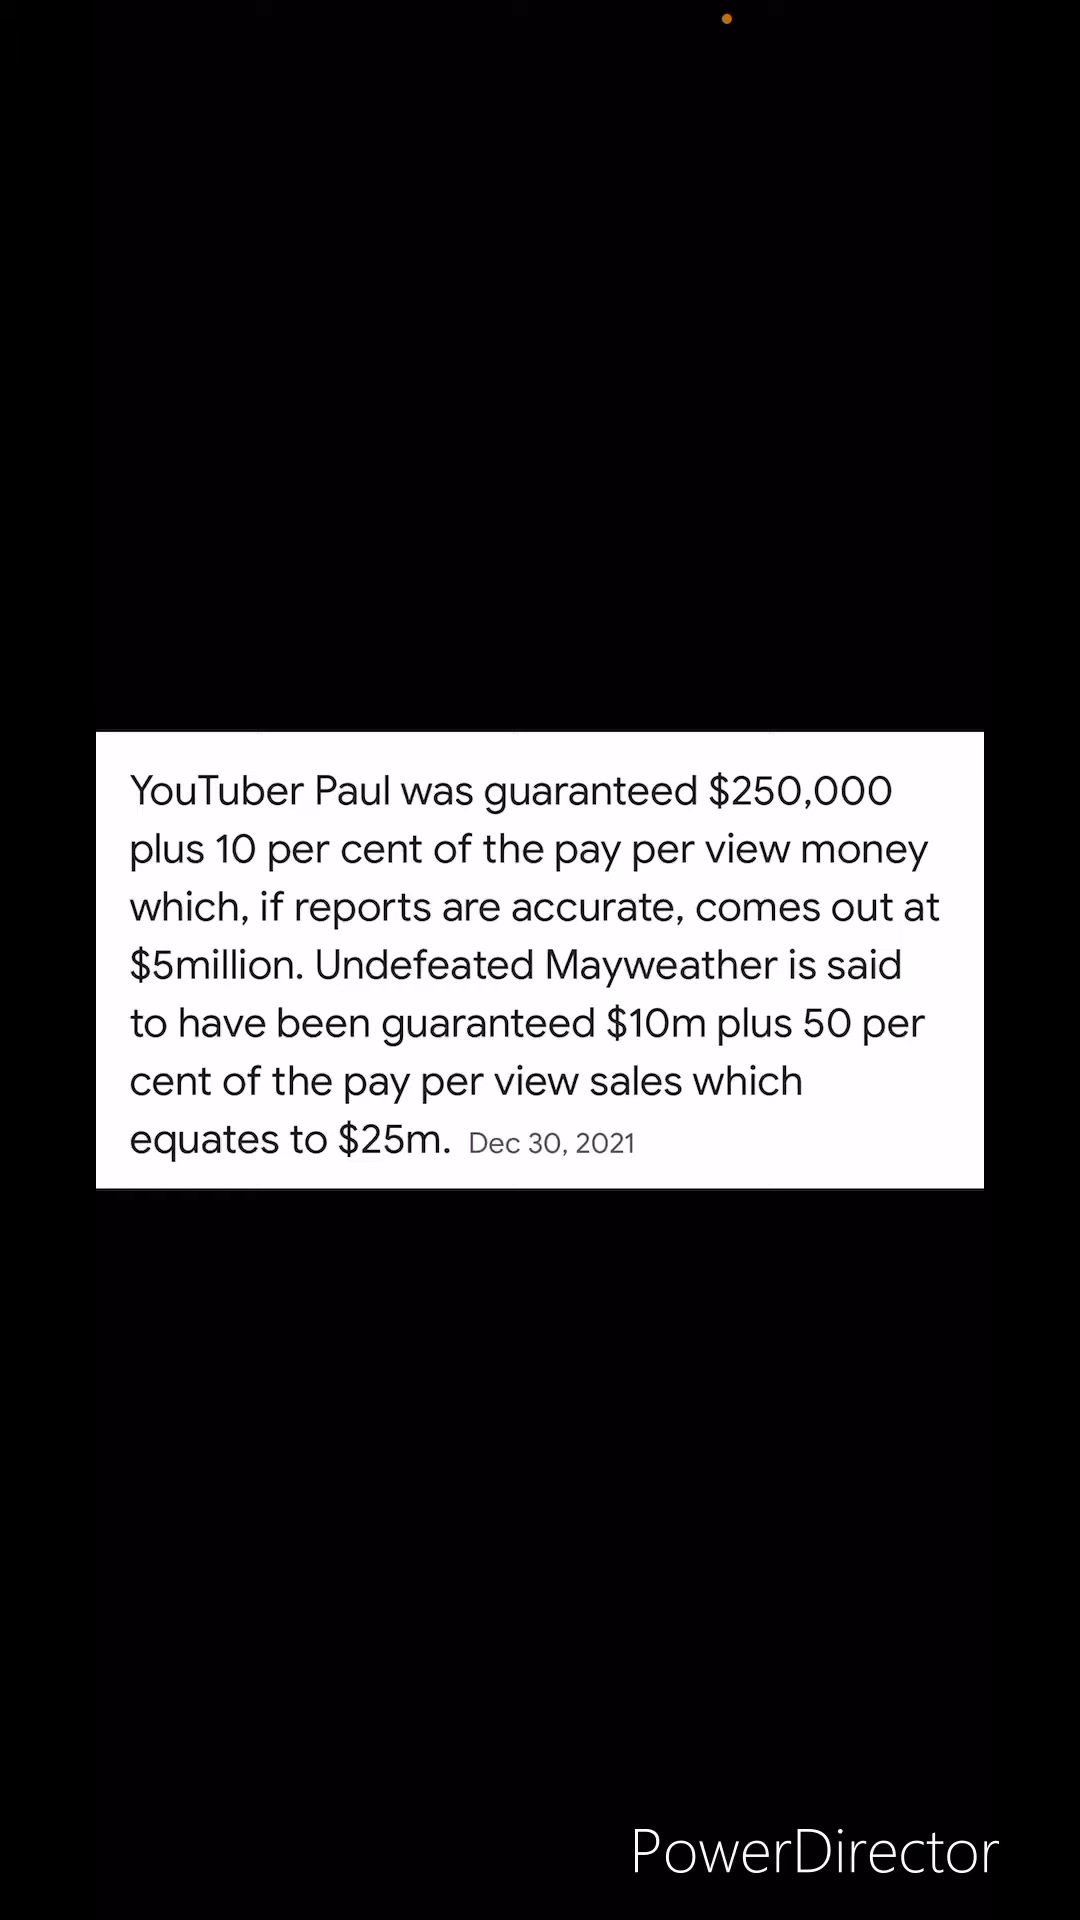 YouTuber Paul was guaranteed $250,000
plus 10 per cent of the pay per view money
which, if reports are accurate, comes out at
$5million. Undefeated Mayweather is said
to have been guaranteed $10m plus 50 per
cent of the pay per view sales which
equates to $25m. Dec 30, 2021
PowerDirector